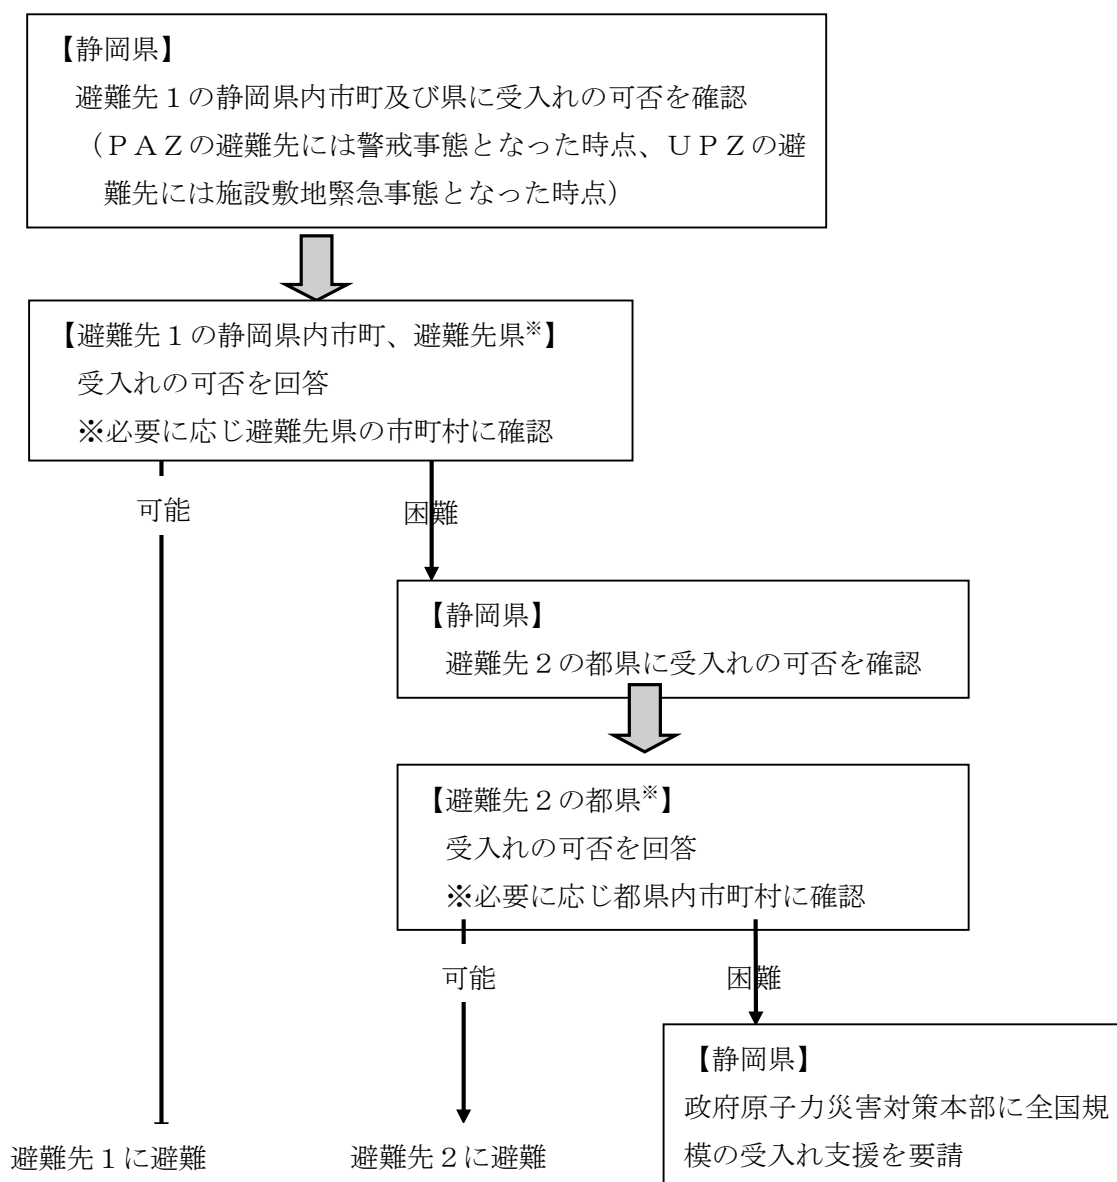 【静岡県】
避難先１の静岡県内市町及び県に受入れの可否を確認
（ＰＡＺの避難先には警戒事態となった時点、ＵＰＺの避
難先には施設敷地緊急事態となった時点）
【避難先１の静岡県内市町、避難先県※】
受入れの可否を回答
※必要に応じ避難先県の市町村に確認
可能
困難
【静岡県】
避難先２の都県に受入れの可否を確認
【避難先２の都県※】
受入れの可否を回答
※必要に応じ都県内市町村に確認
可能
困難
【静岡県】
政府原子力災害対策本部に全国規
模の受入れ支援を要請
避難先１に避難
避難先２に避難